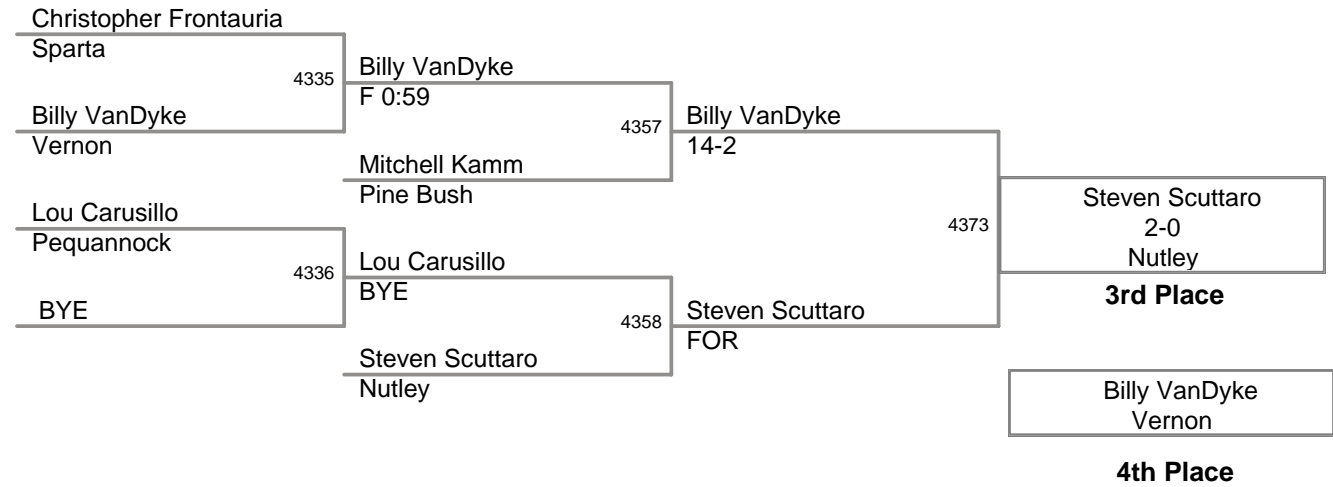 Christopher Frontauria
Sparta
4335
Billy VanDyke
F 0:59
Billy VanDyke
Vernon
4357
Billy VanDyke
14-2
Mitchell Kamm
Pine Bush
Lou Carusillo
Pequannock
4336
Lou Carusillo
BYE
BYE
4358
Steven Scuttaro
FOR
Steven Scuttaro
Nutley
4373
Steven Scuttaro
2-0
Nutley
3rd Place
Billy VanDyke
Vernon
4th Place